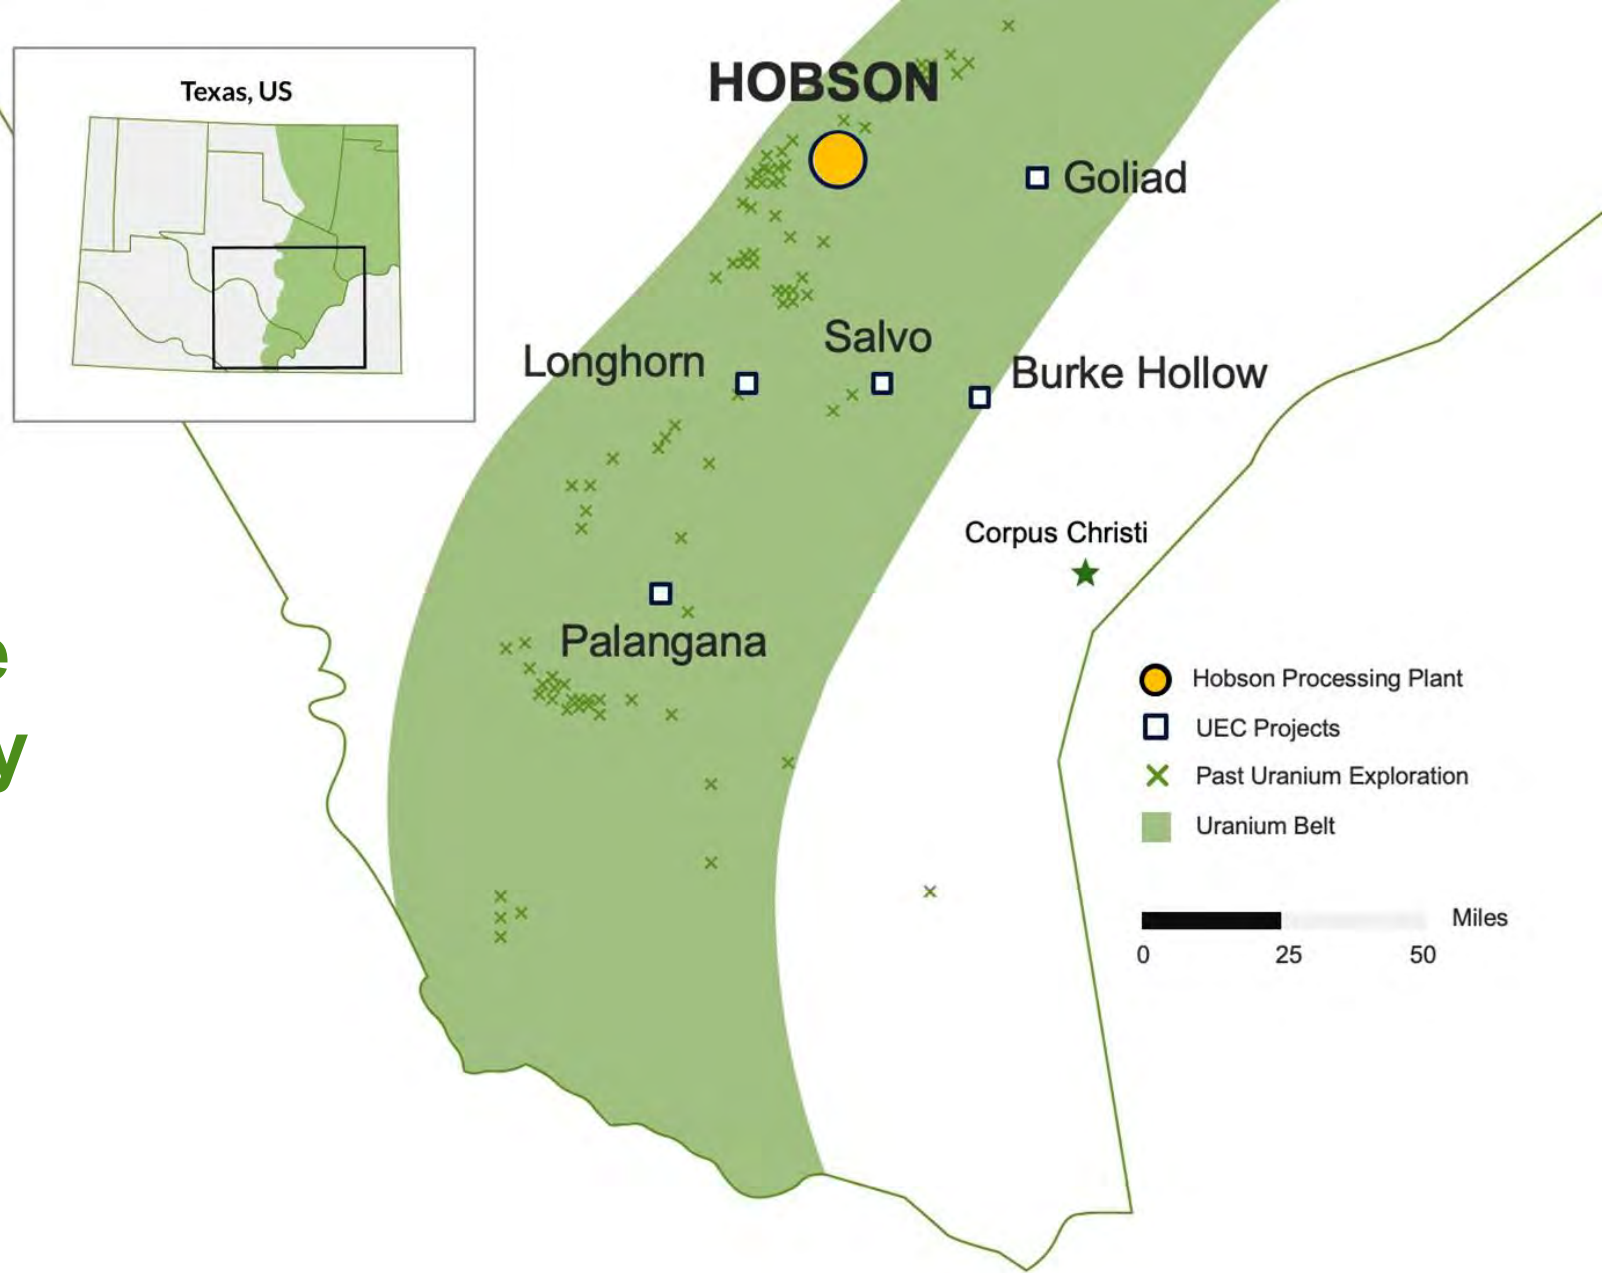 Texas, US
HOBSON
Goliad
Salvo
Longhorn
Burke Hollow
Corpus Christi
Palangana
e
y
Hobson Processing Plant
UEC Projects
Past Uranium Exploration
Uranium Belt
Miles
0 25 50